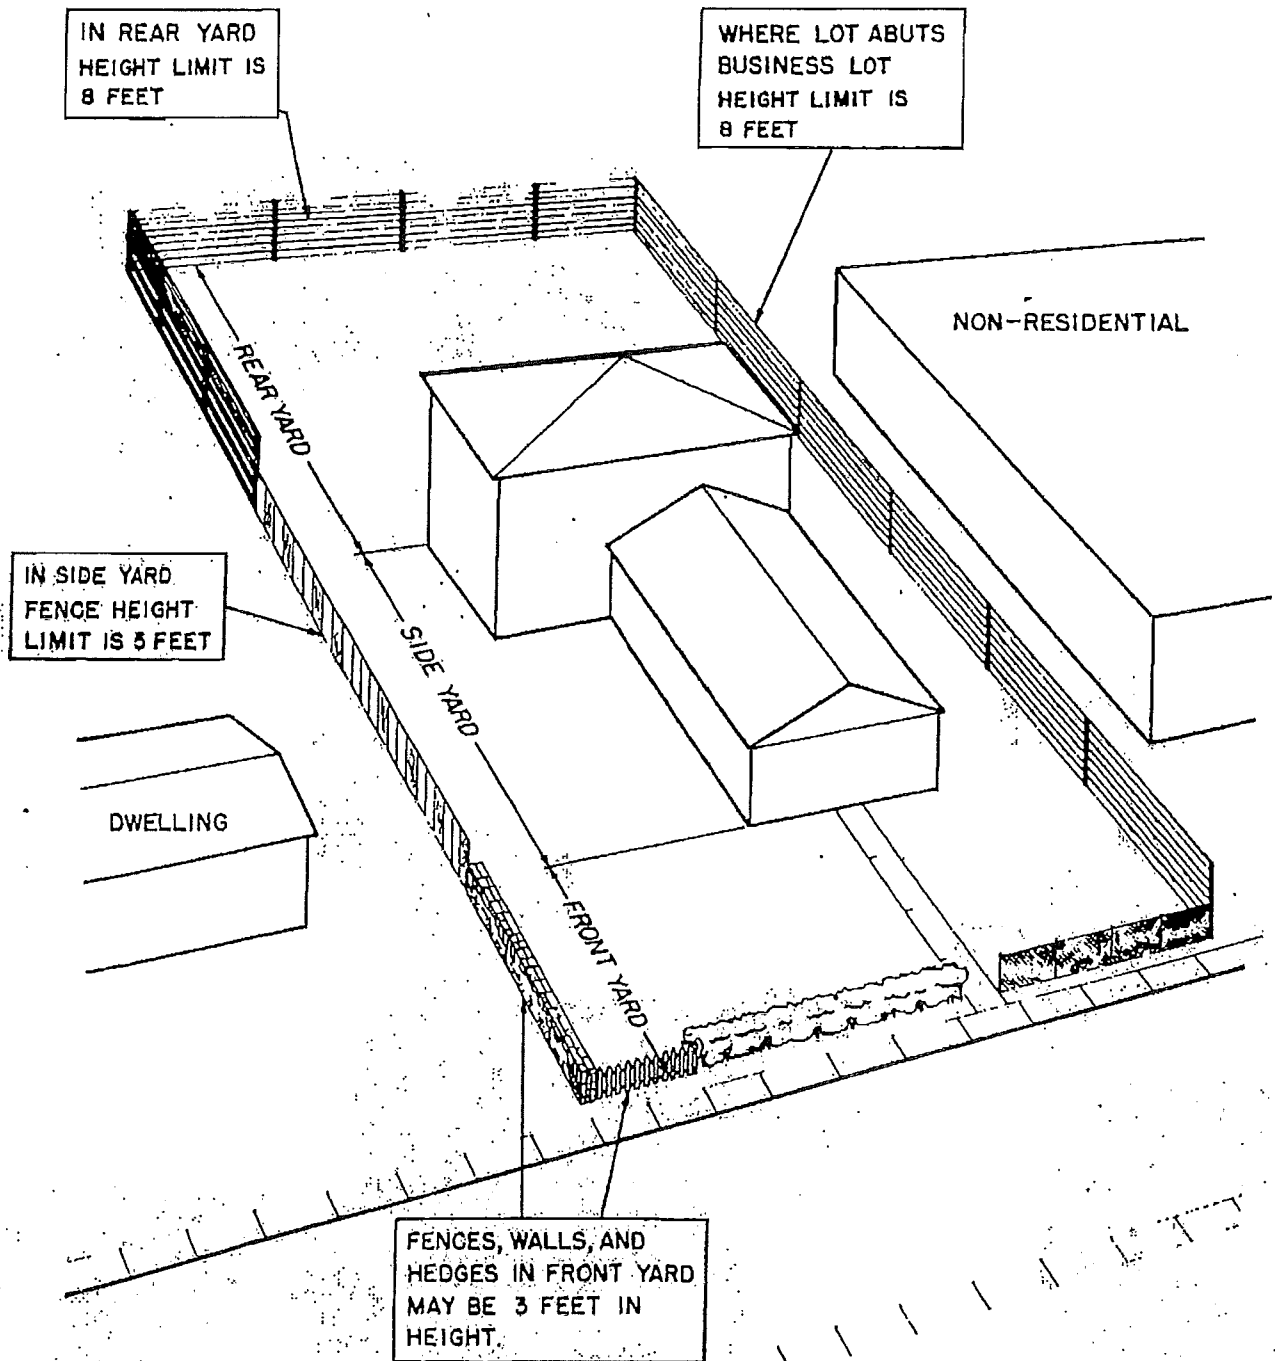 IN REAR YARD
HEIGHT LIMIT IS
8 FEET
WHERE LOT ABUTS
BUSINESS LOT
HEIGHT LIMIT IS
8 FEET
NON-RESIDENTIAL
REAR YARD
IN SIDE YARD
FENCE HEIGHT
LIMIT IS 5 FEET
SIDE YARD
DWELLING
FRONT YARD
FENCES, WALLS, AND
HEDGES IN FRONT YARD
MAY BE 3 FEET IN
HEIGHT.